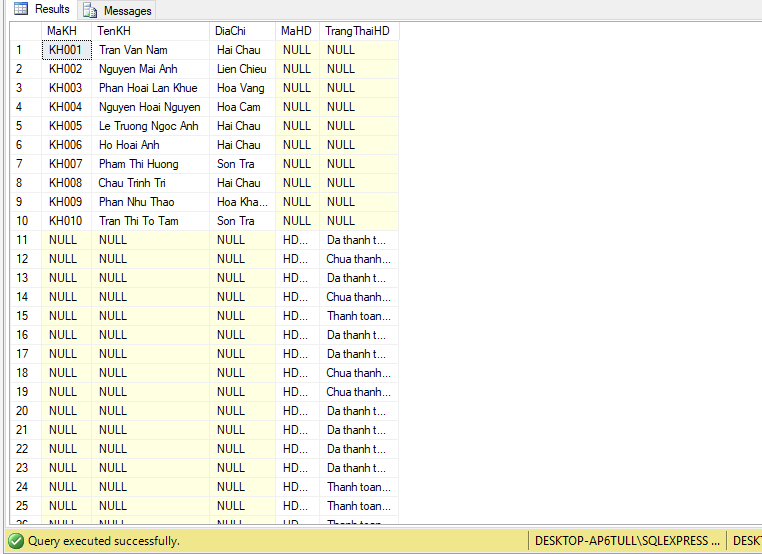 Results Messages
MaKH TenKH DiaChi MaHD TrangThaiHD
1 KH001 Tran Van Nam Hai Chau NULL NULL
2 KH002 Nguyen Mai Anh Lien Chieu NULL NULL
3 KH003 Phan Hoai Lan Khue Hoa Vang NULL NULL
4 KH004 Nguyen Hoai Nguyen Hoa Cam NULL NULL
5 KH005 Le Truong Ngoc Anh Hai Chau NULL NULL
6 KH006 Ho Hoai Anh Hai Chau NULL NULL
7 KH007 Pham Thi Huong Son Tra NULL NULL
8 KH008 Chau Trinh Tri Hai Chau NULL NULL
9 KH009 Phan Nhu Thao Hoa Kha... NULL NULL
10 KH010 Tran Thi To Tam Son Tra NULL NULL
11 NULL NULL NULL HD... Da thanh t...
12 NULL NULL NULL HD... Chua thanh...
13 NULL NULL NULL HD... Da thanh t...
14 NULL NULL NULL HD... Chua thanh...
15 NULL NULL NULL HD... Thanh toan...
16 NULL NULL NULL HD... Da thanh t...
17 NULL NULL NULL HD... Da thanh t...
18 NULL NULL NULL HD... Chua thanh...
19 NULL NULL NULL HD... Chua thanh...
20 NULL NULL NULL HD... Da thanh t...
21 NULL NULL NULL HD... Da thanh t...
22 NULL NULL NULL HD... Da thanh t...
23 NULL NULL NULL HD... Da thanh t...
24 NULL NULL NULL HD... Thanh toan...
25 NULL NULL NULL HD... Thanh toan...
26 NULL NULL NULL HD... Thanh toan...
Query executed successfully. DESKTOP-AP6TULL\SQLEXPRESS ... DESKT